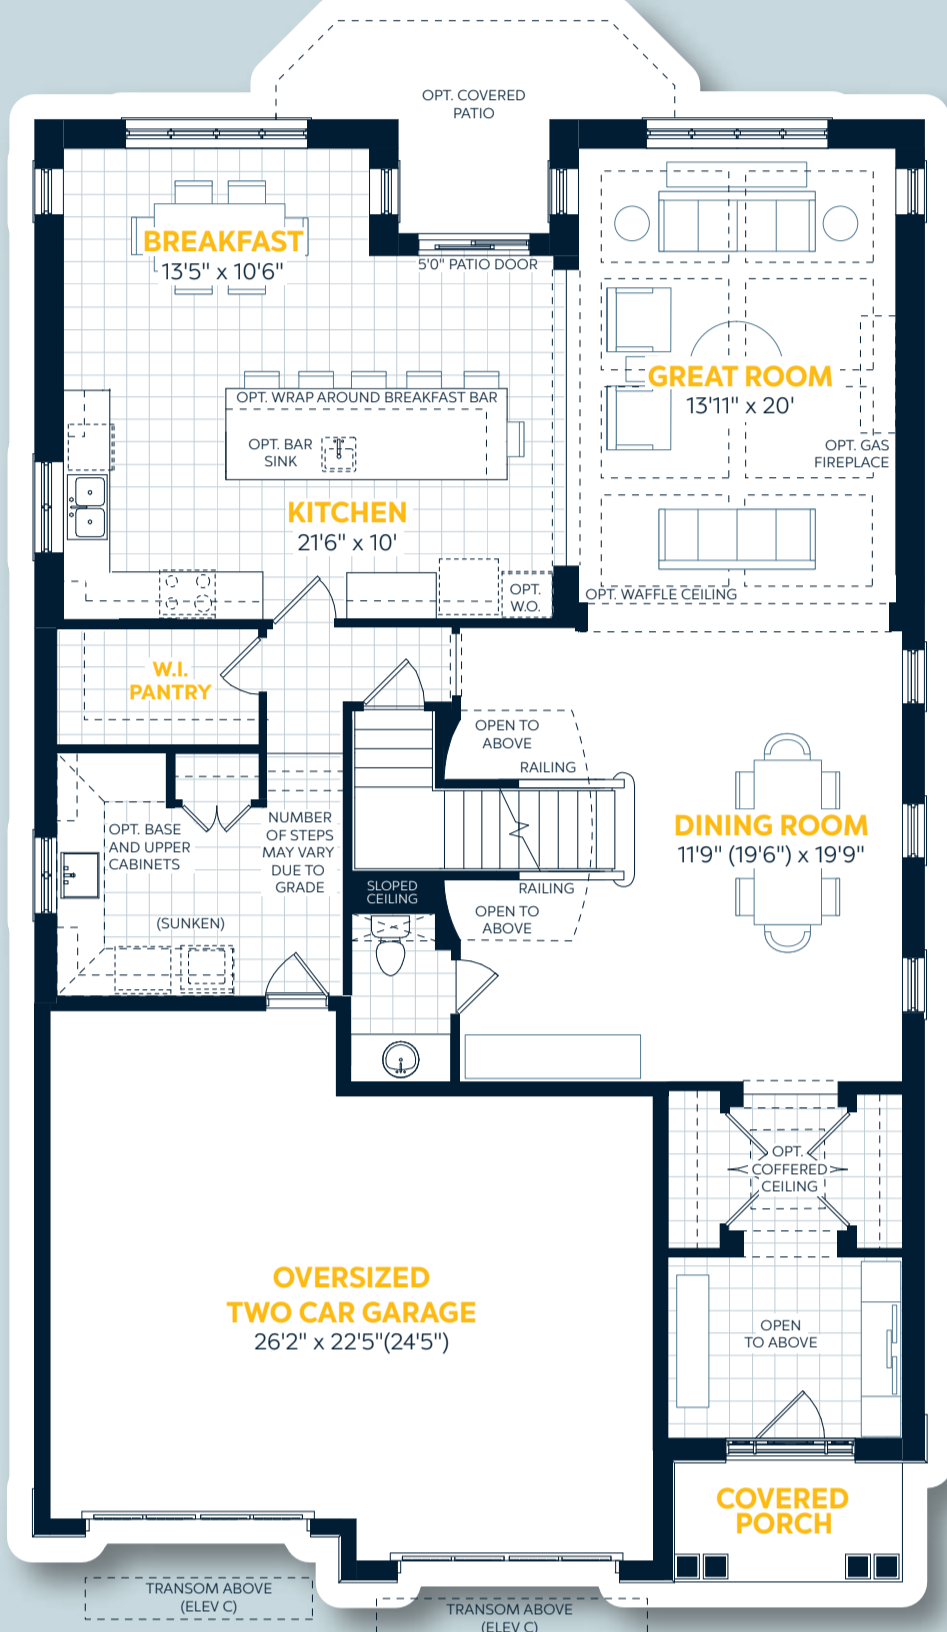 OPT. COVERED
PATIO
BREAKFAST
13'5" x 10'6"
5'0" PATIO DOOR
GREAT ROOM
13'11" x 20'
OPT. WRAP AROUND BREAKFAST BAR
OPT. BAR
SINK
OPT. GAS
FIREPLACE
KITCHEN
21'6" x 10'
OPT.
W.O.
OPT. WAFFLE CEILING
W.I.
PANTRY
OPEN TO
ABOVE
RAILING
NUMBER
OF STEPS
MAY VARY
DUE TO
GRADE
OPT. BASE
AND UPPER
CABINETS
DINING ROOM
11'9" (19'6") x 19'9"
SLOPED
CEILING
RAILING
OPEN TO
ABOVE
(SUNKEN)
OPT.
COFFERED
CEILING
OVERSIZED
TWO CAR GARAGE
26'2" x 22'5"(24'5")
OPEN
TO ABOVE
COVERED
PORCH
TRANSOM ABOVE
(ELEV C)
TRANSOM ABOVE
(ELEV C)